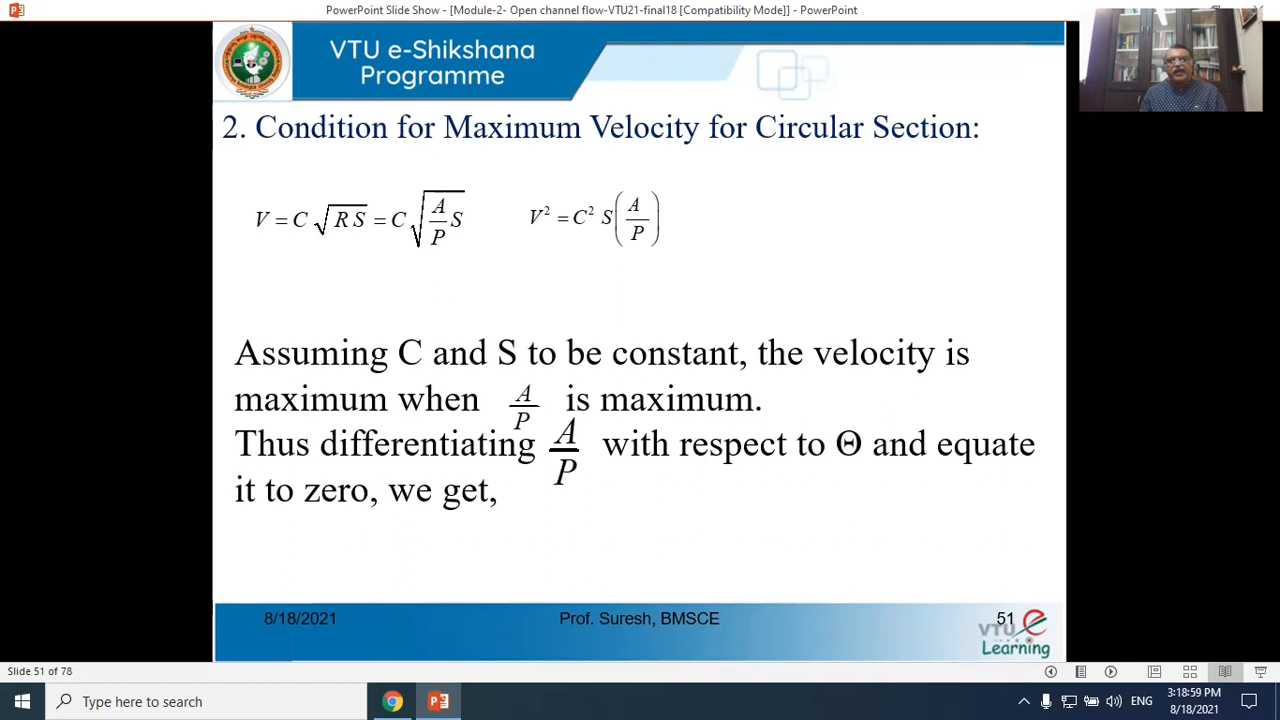 PowerPoint Slide Show - [Module-2- Open channel flow-VTU21-final18 [Compatibility Mode]] - PowerPoint
VTU e-Shikshana
Programme
2. Condition for Maximum Velocity for Circular Section:
V = C √(R S) = C √(A/P S)    V² = C² S (A/P)
Assuming C and S to be constant, the velocity is
maximum when A/P is maximum.
Thus differentiating A/P with respect to Θ and equate
it to zero, we get,
8/18/2021 Prof. Suresh, BMSCE 51
VTU e
Learning
Slide 51 of 78
Type here to search
ENG
3:18:59 PM
8/18/2021